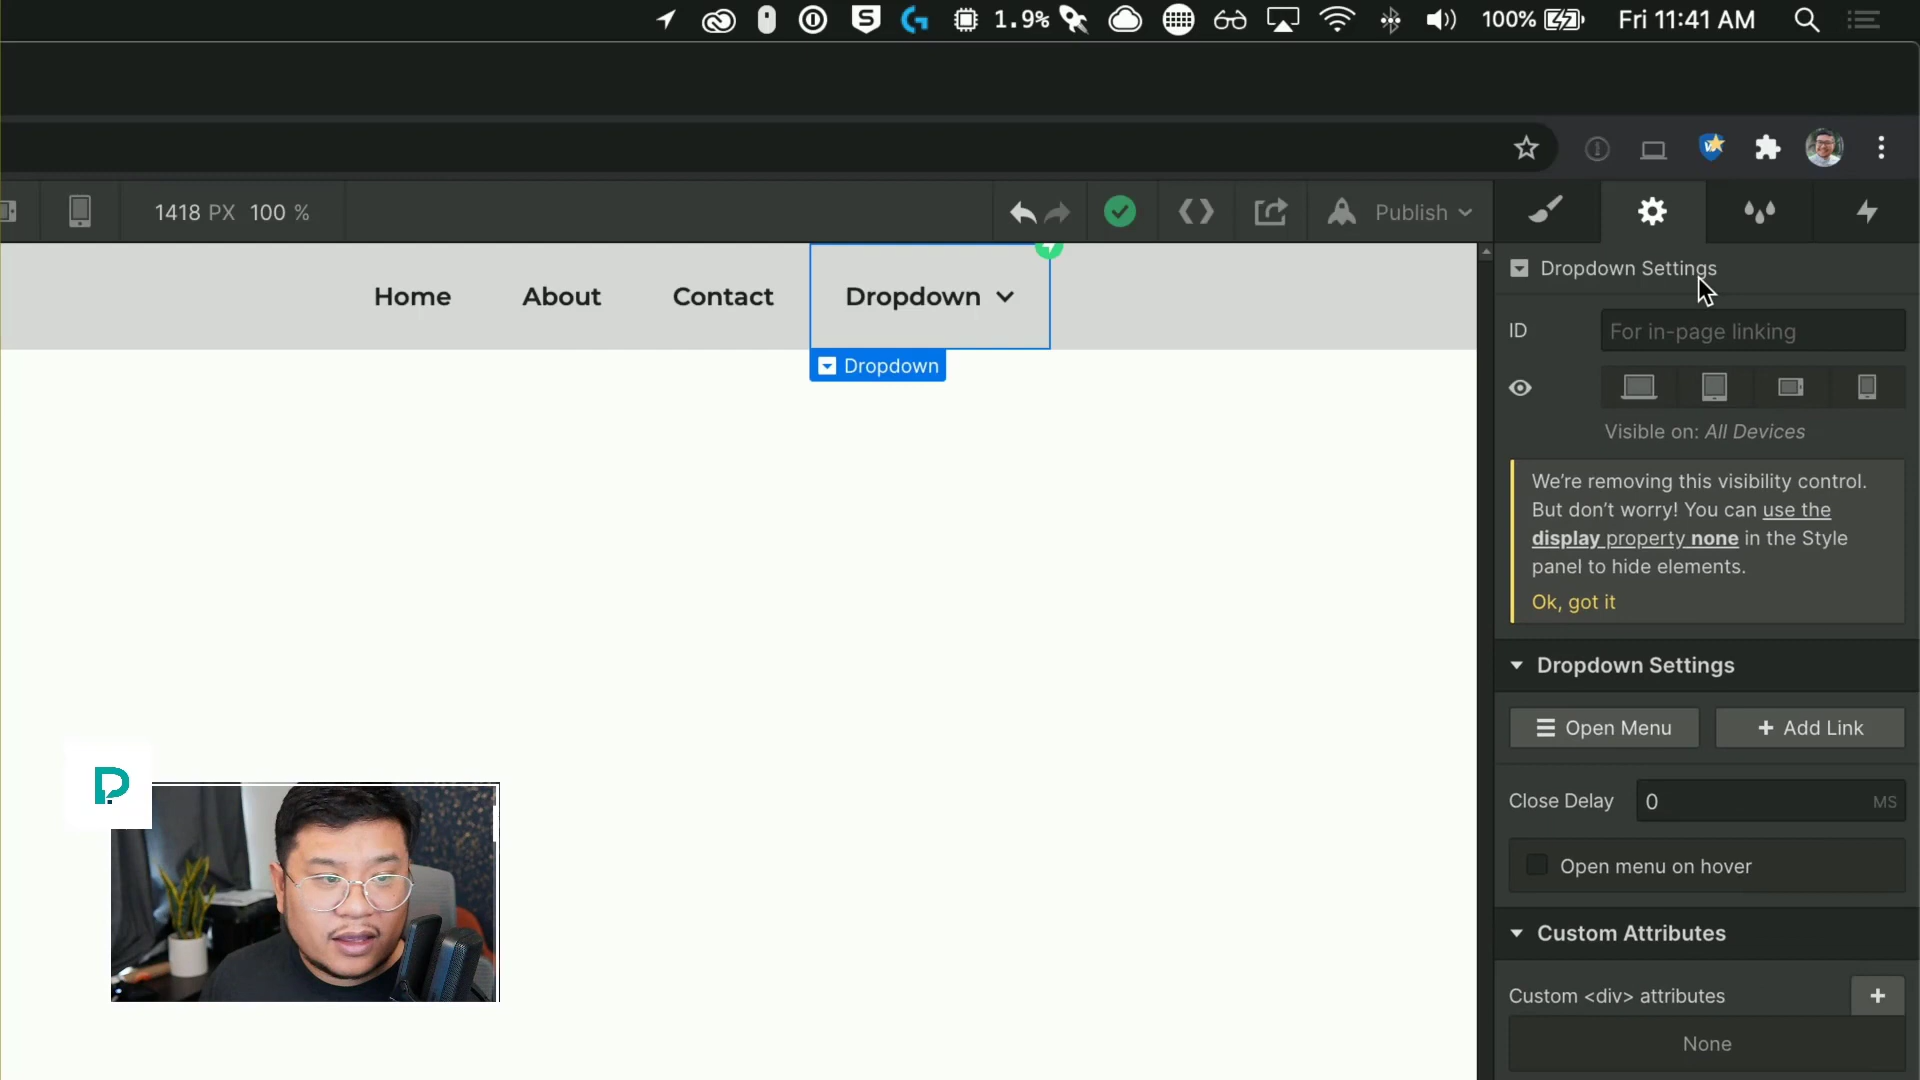 1.9%
100%
Fri 11:41 AM
1418 PX 100 %
Publish
Home
About
Contact
Dropdown
Dropdown
Dropdown Settings
ID
For in-page linking
Visible on: All Devices
We're removing this visibility control.
But don't worry! You can use the
display property none in the Style
panel to hide elements.
Ok, got it
Dropdown Settings
Open Menu
+ Add Link
Close Delay
0
MS
Open menu on hover
Custom Attributes
Custom <div> attributes
+
None